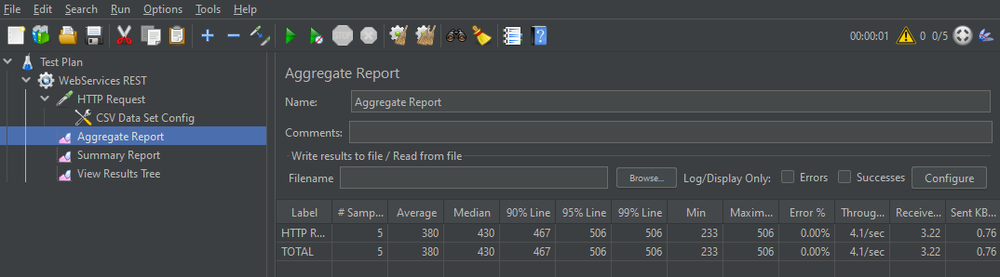 File Edit Search Run Options Tools Help
00:00:01 0 0/5
Test Plan
WebServices REST
HTTP Request
CSV Data Set Config
Aggregate Report
Summary Report
View Results Tree
Aggregate Report
Name: Aggregate Report
Comments:
Write results to file / Read from file
Filename Browse... Log/Display Only: Errors Successes Configure
Label # Samp... Average Median 90% Line 95% Line 99% Line Min Maxim... Error % Throug... Receive... Sent KB...
HTTP R... 5 380 430 467 506 506 233 506 0.00% 4.1/sec 3.22 0.76
TOTAL 5 380 430 467 506 506 233 506 0.00% 4.1/sec 3.22 0.76